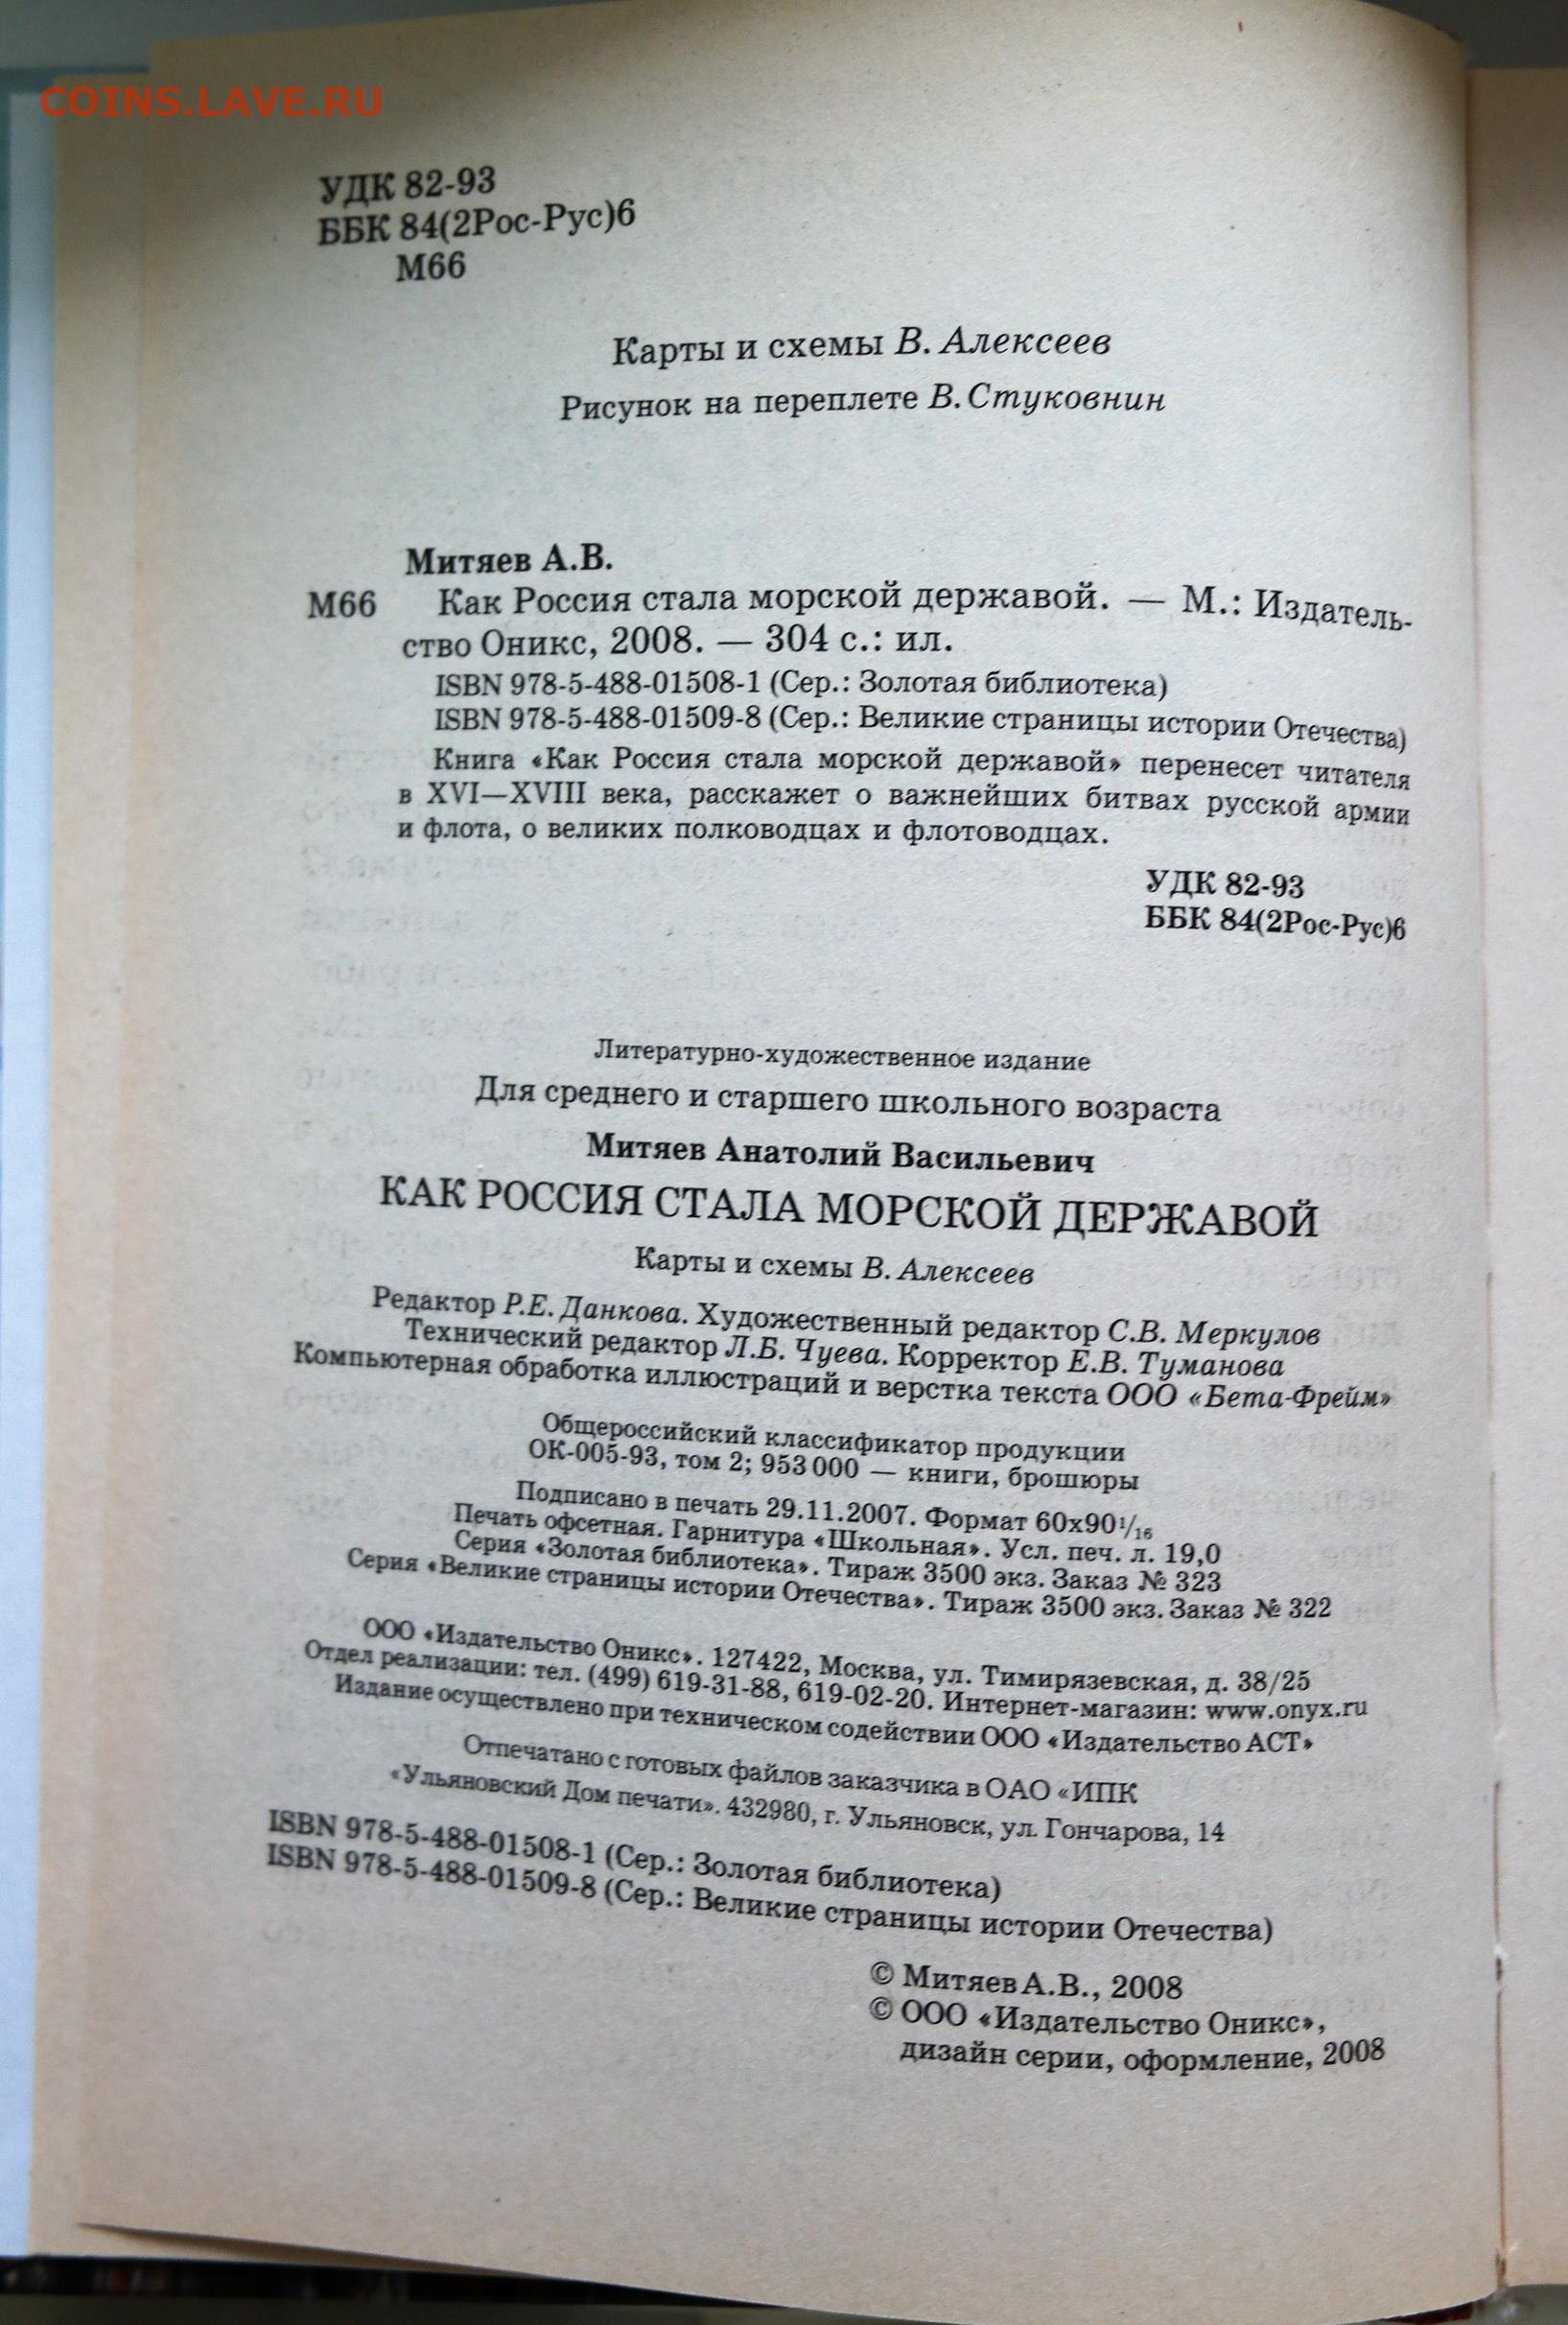 COINS.LAVE.RU
УДК 82-93
ББК 84(2Рос-Рус)6
М66
Карты и схемы В. Алексеев
Рисунок на переплете В. Стуковнин
Митяев А.В.
М66 Как Россия стала морской державой. — М.: Издатель-
ство Оникс, 2008. — 304 с.: ил.
ISBN 978-5-488-01508-1 (Сер.: Золотая библиотека)
ISBN 978-5-488-01509-8 (Сер.: Великие страницы истории Отечества)
Книга «Как Россия стала морской державой» перенесет читателя
в XVI—XVIII века, расскажет о важнейших битвах русской армии
и флота, о великих полководцах и флотоводцах.
УДК 82-93
ББК 84(2Рос-Рус)6
Литературно-художественное издание
Для среднего и старшего школьного возраста
Митяев Анатолий Васильевич
КАК РОССИЯ СТАЛА МОРСКОЙ ДЕРЖАВОЙ
Карты и схемы В. Алексеев
Редактор Р.Е. Данкова. Художественный редактор С.В. Меркулов
Технический редактор Л.Б. Чуева. Корректор Е.В. Туманова
Компьютерная обработка иллюстраций и верстка текста ООО «Бета-Фрейм»
Общероссийский классификатор продукции
ОК-005-93, том 2; 953 000 — книги, брошюры
Подписано в печать 29.11.2007. Формат 60х90 1/16
Печать офсетная. Гарнитура «Школьная». Усл. печ. л. 19,0
Серия «Золотая библиотека». Тираж 3500 экз. Заказ № 323
Серия «Великие страницы истории Отечества». Тираж 3500 экз. Заказ № 322
ООО «Издательство Оникс». 127422, Москва, ул. Тимирязевская, д. 38/25
Отдел реализации: тел. (499) 619-31-88, 619-02-20. Интернет-магазин: www.onyx.ru
Издание осуществлено при техническом содействии ООО «Издательство АСТ»
Отпечатано с готовых файлов заказчика в ОАО «ИПК
«Ульяновский Дом печати». 432980, г. Ульяновск, ул. Гончарова, 14
ISBN 978-5-488-01508-1 (Сер.: Золотая библиотека)
ISBN 978-5-488-01509-8 (Сер.: Великие страницы истории Отечества)
© Митяев А.В., 2008
© ООО «Издательство Оникс»,
дизайн серии, оформление, 2008